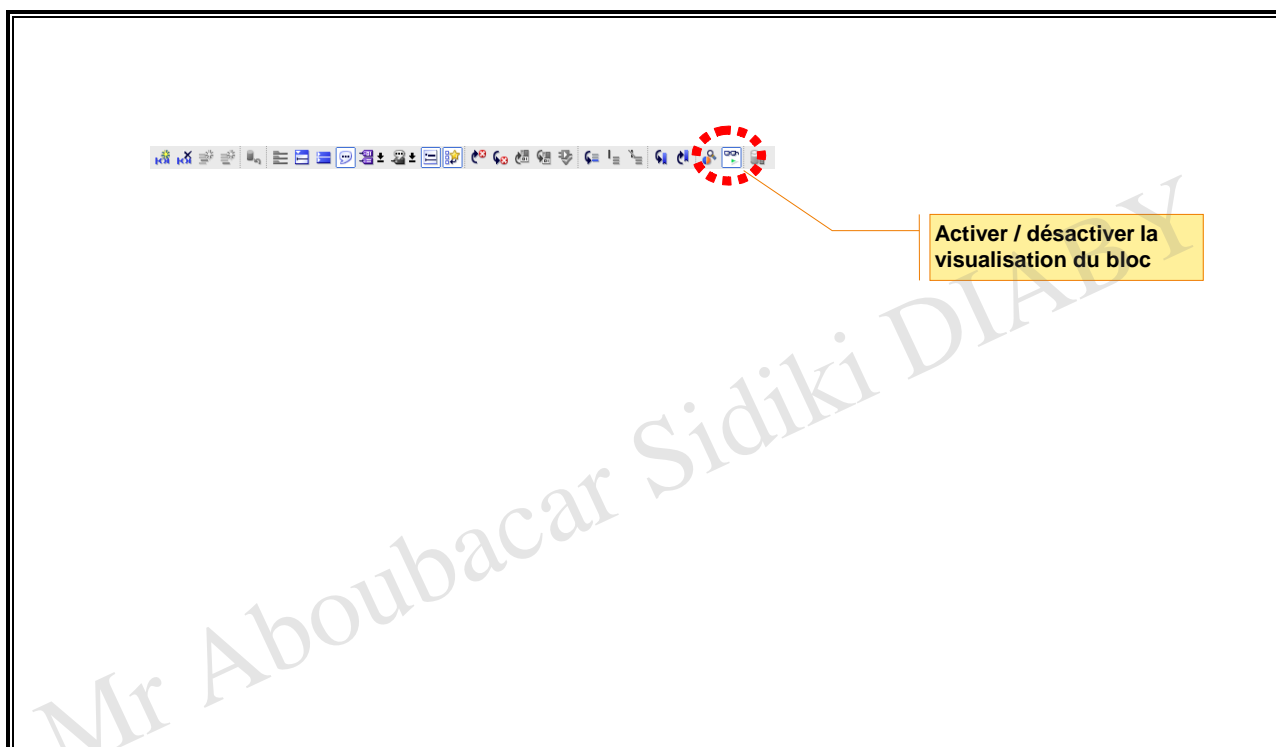 Activer / désactiver la
visualisation du bloc
Mr Aboubacar Sidiki DIABY